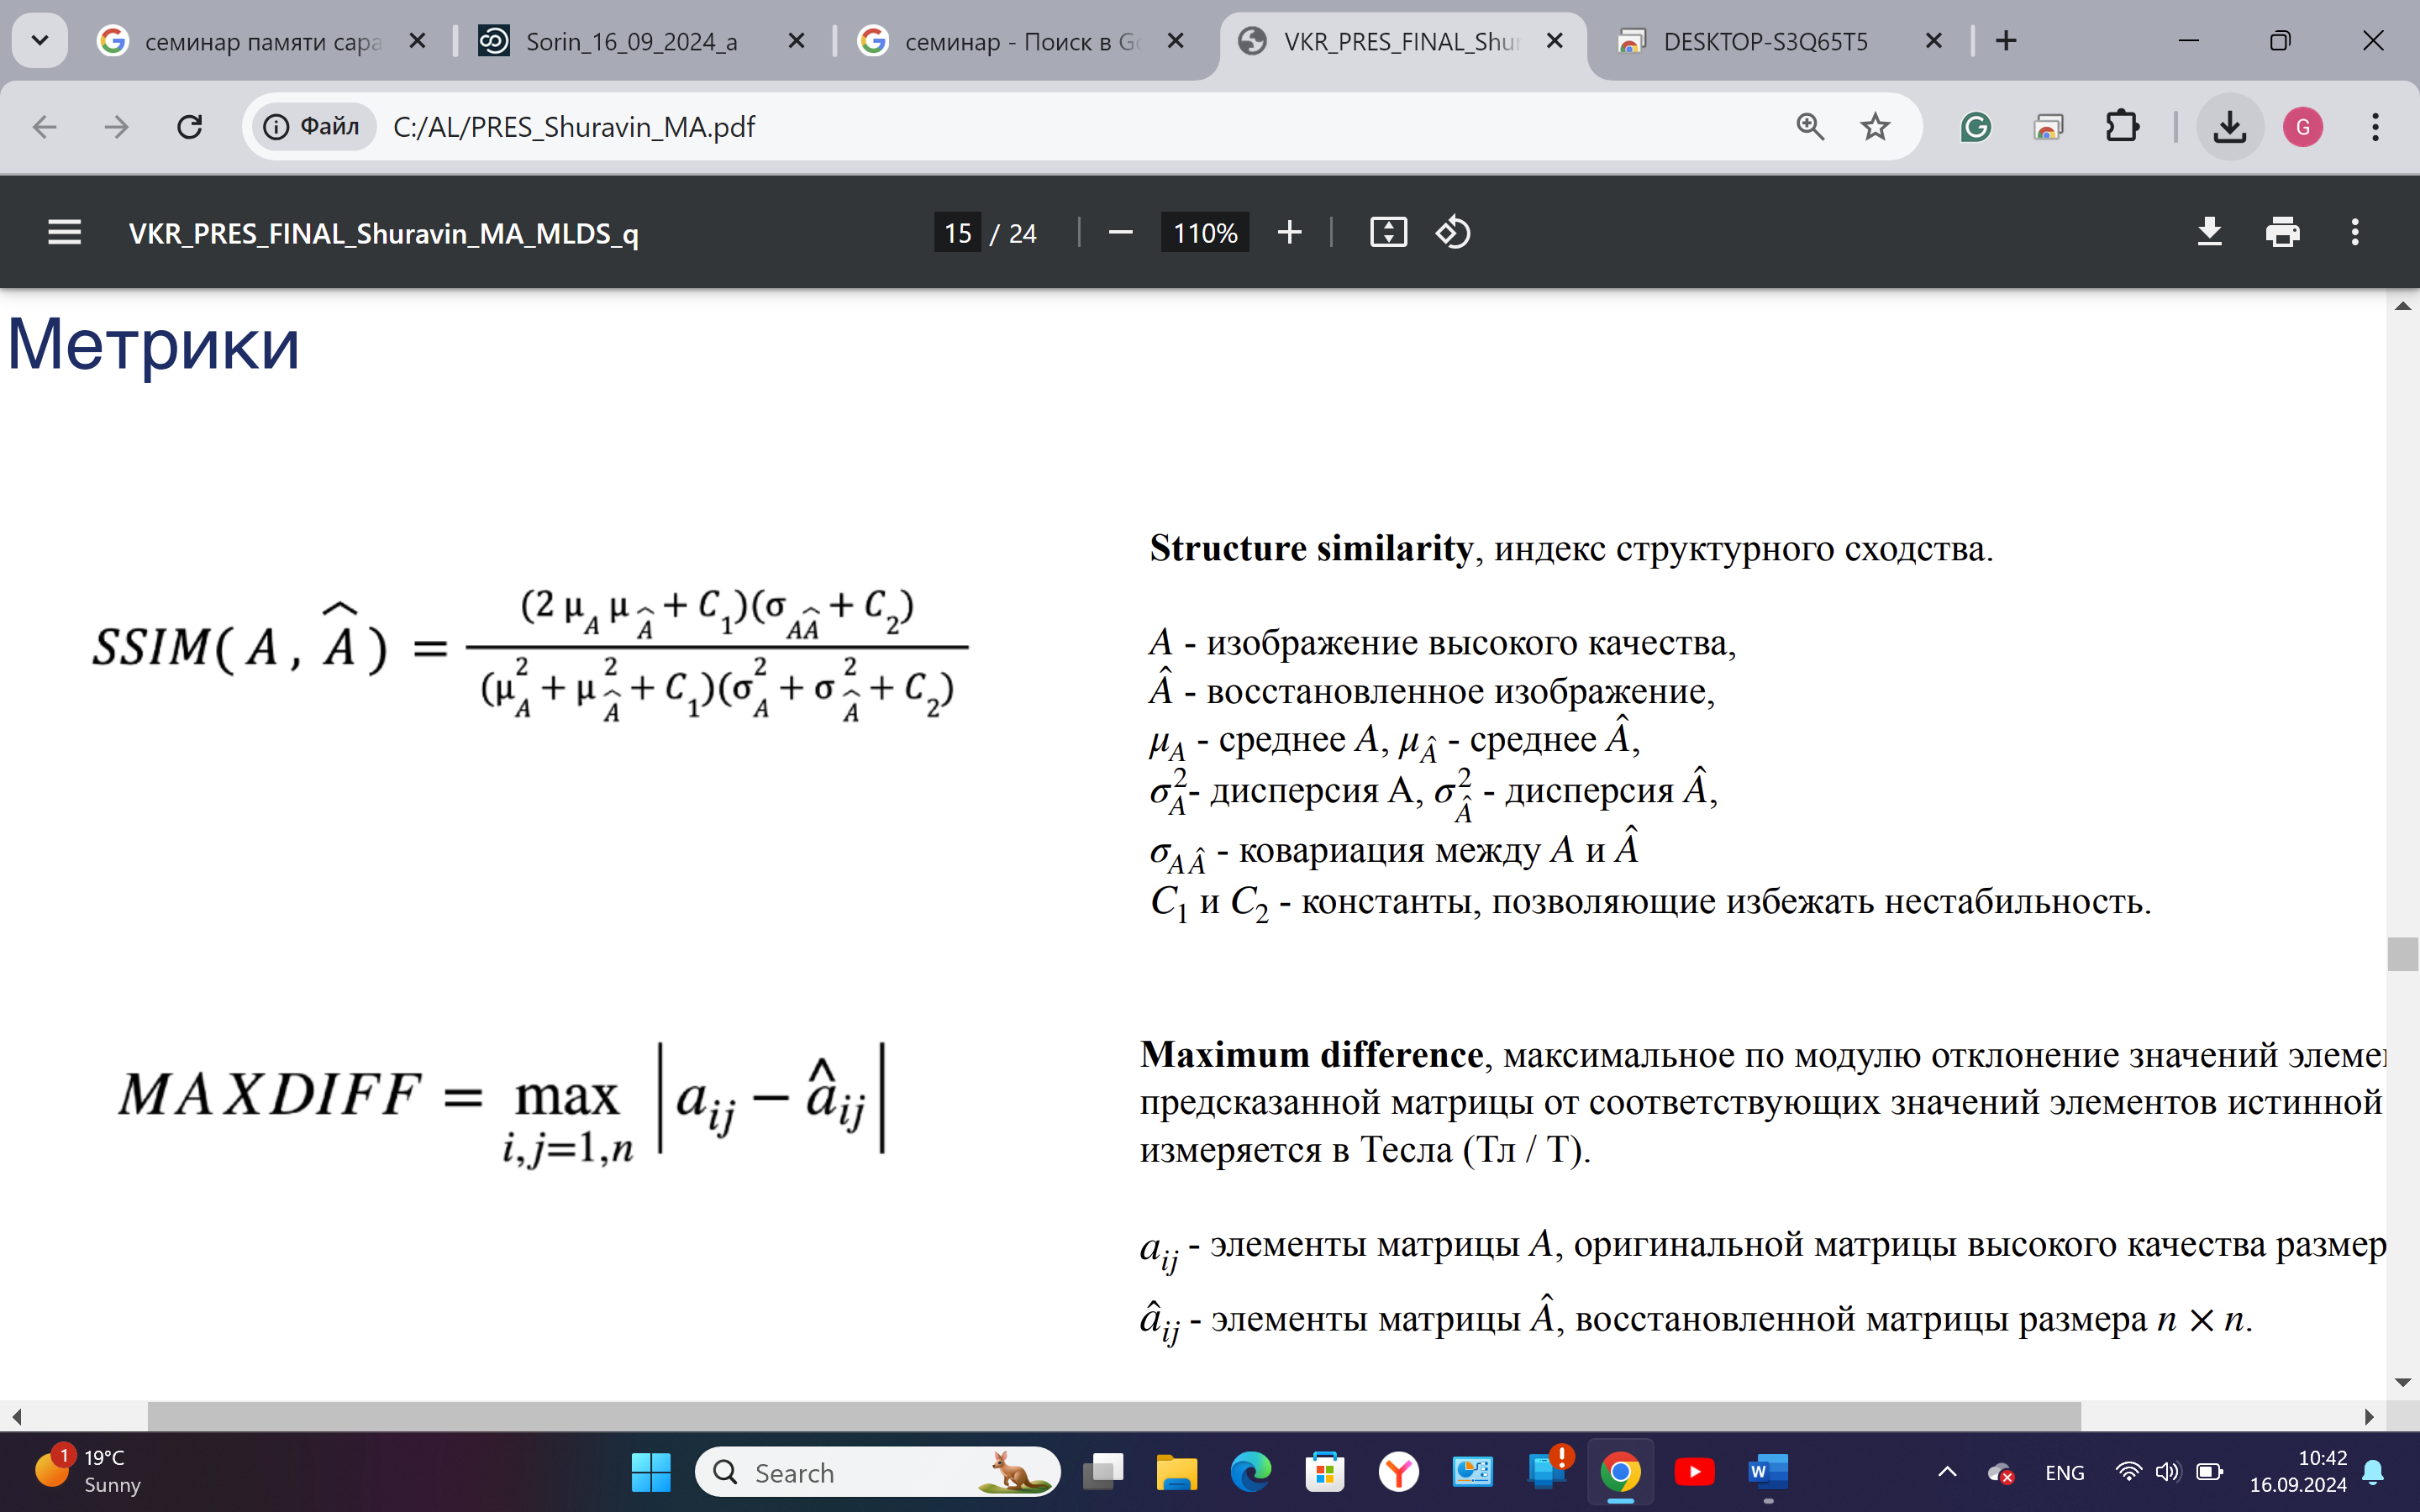 семинар памяти сара
Sorin_16_09_2024_a
семинар - Поиск в Go
VKR_PRES_FINAL_Shur
DESKTOP-S3Q65T5
Файл
C:/AL/PRES_Shuravin_MA.pdf
G
VKR_PRES_FINAL_Shuravin_MA_MLDS_q
15 / 24
110%
Метрики
Structure similarity, индекс структурного сходства.
SSIM(A, Â) = (2 μ_A μ_Â + C_1)(σ_AÂ + C_2) / (μ_A^2 + μ_Â^2 + C_1)(σ_A^2 + σ_Â^2 + C_2)
A - изображение высокого качества,
Â - восстановленное изображение,
μ_A - среднее A, μ_Â - среднее Â,
σ_A^2- дисперсия A, σ_Â^2 - дисперсия Â,
σ_AÂ - ковариация между A и Â
C_1 и C_2 - константы, позволяющие избежать нестабильность.
MAXDIFF = max_{i,j=1,n} |a_ij − â_ij|
Maximum difference, максимальное по модулю отклонение значений элеме
предсказанной матрицы от соответствующих значений элементов истинной
измеряется в Тесла (Тл / Т).
a_ij - элементы матрицы A, оригинальной матрицы высокого качества размер
â_ij - элементы матрицы Â, восстановленной матрицы размера n × n.
1
19°C
Sunny
Search
ENG
10:42
16.09.2024